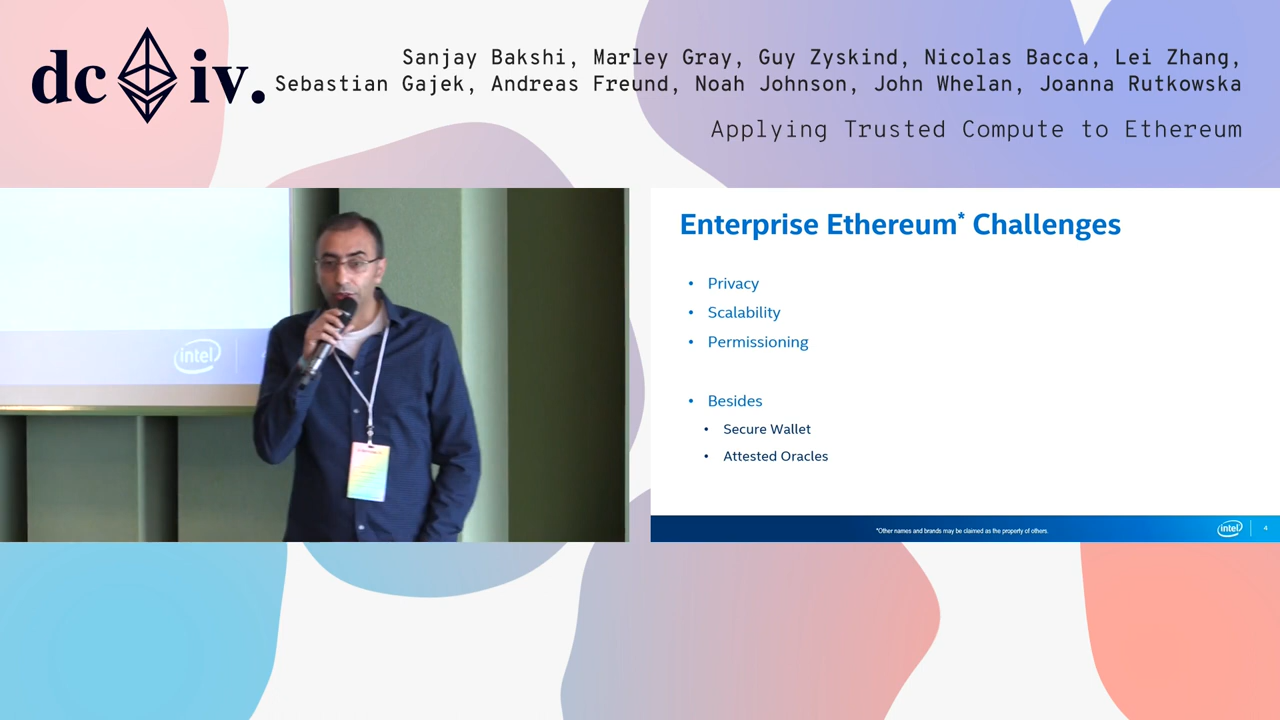 dc iv.
Sanjay Bakshi, Marley Gray, Guy Zyskind, Nicolas Bacca, Lei Zhang,
Sebastian Gajek, Andreas Freund, Noah Johnson, John Whelan, Joanna Rutkowska
Applying Trusted Compute to Ethereum
intel
Enterprise Ethereum* Challenges
• Privacy
• Scalability
• Permissioning
• Besides
• Secure Wallet
• Attested Oracles
*Other names and brands may be claimed as the property of others.
intel
4